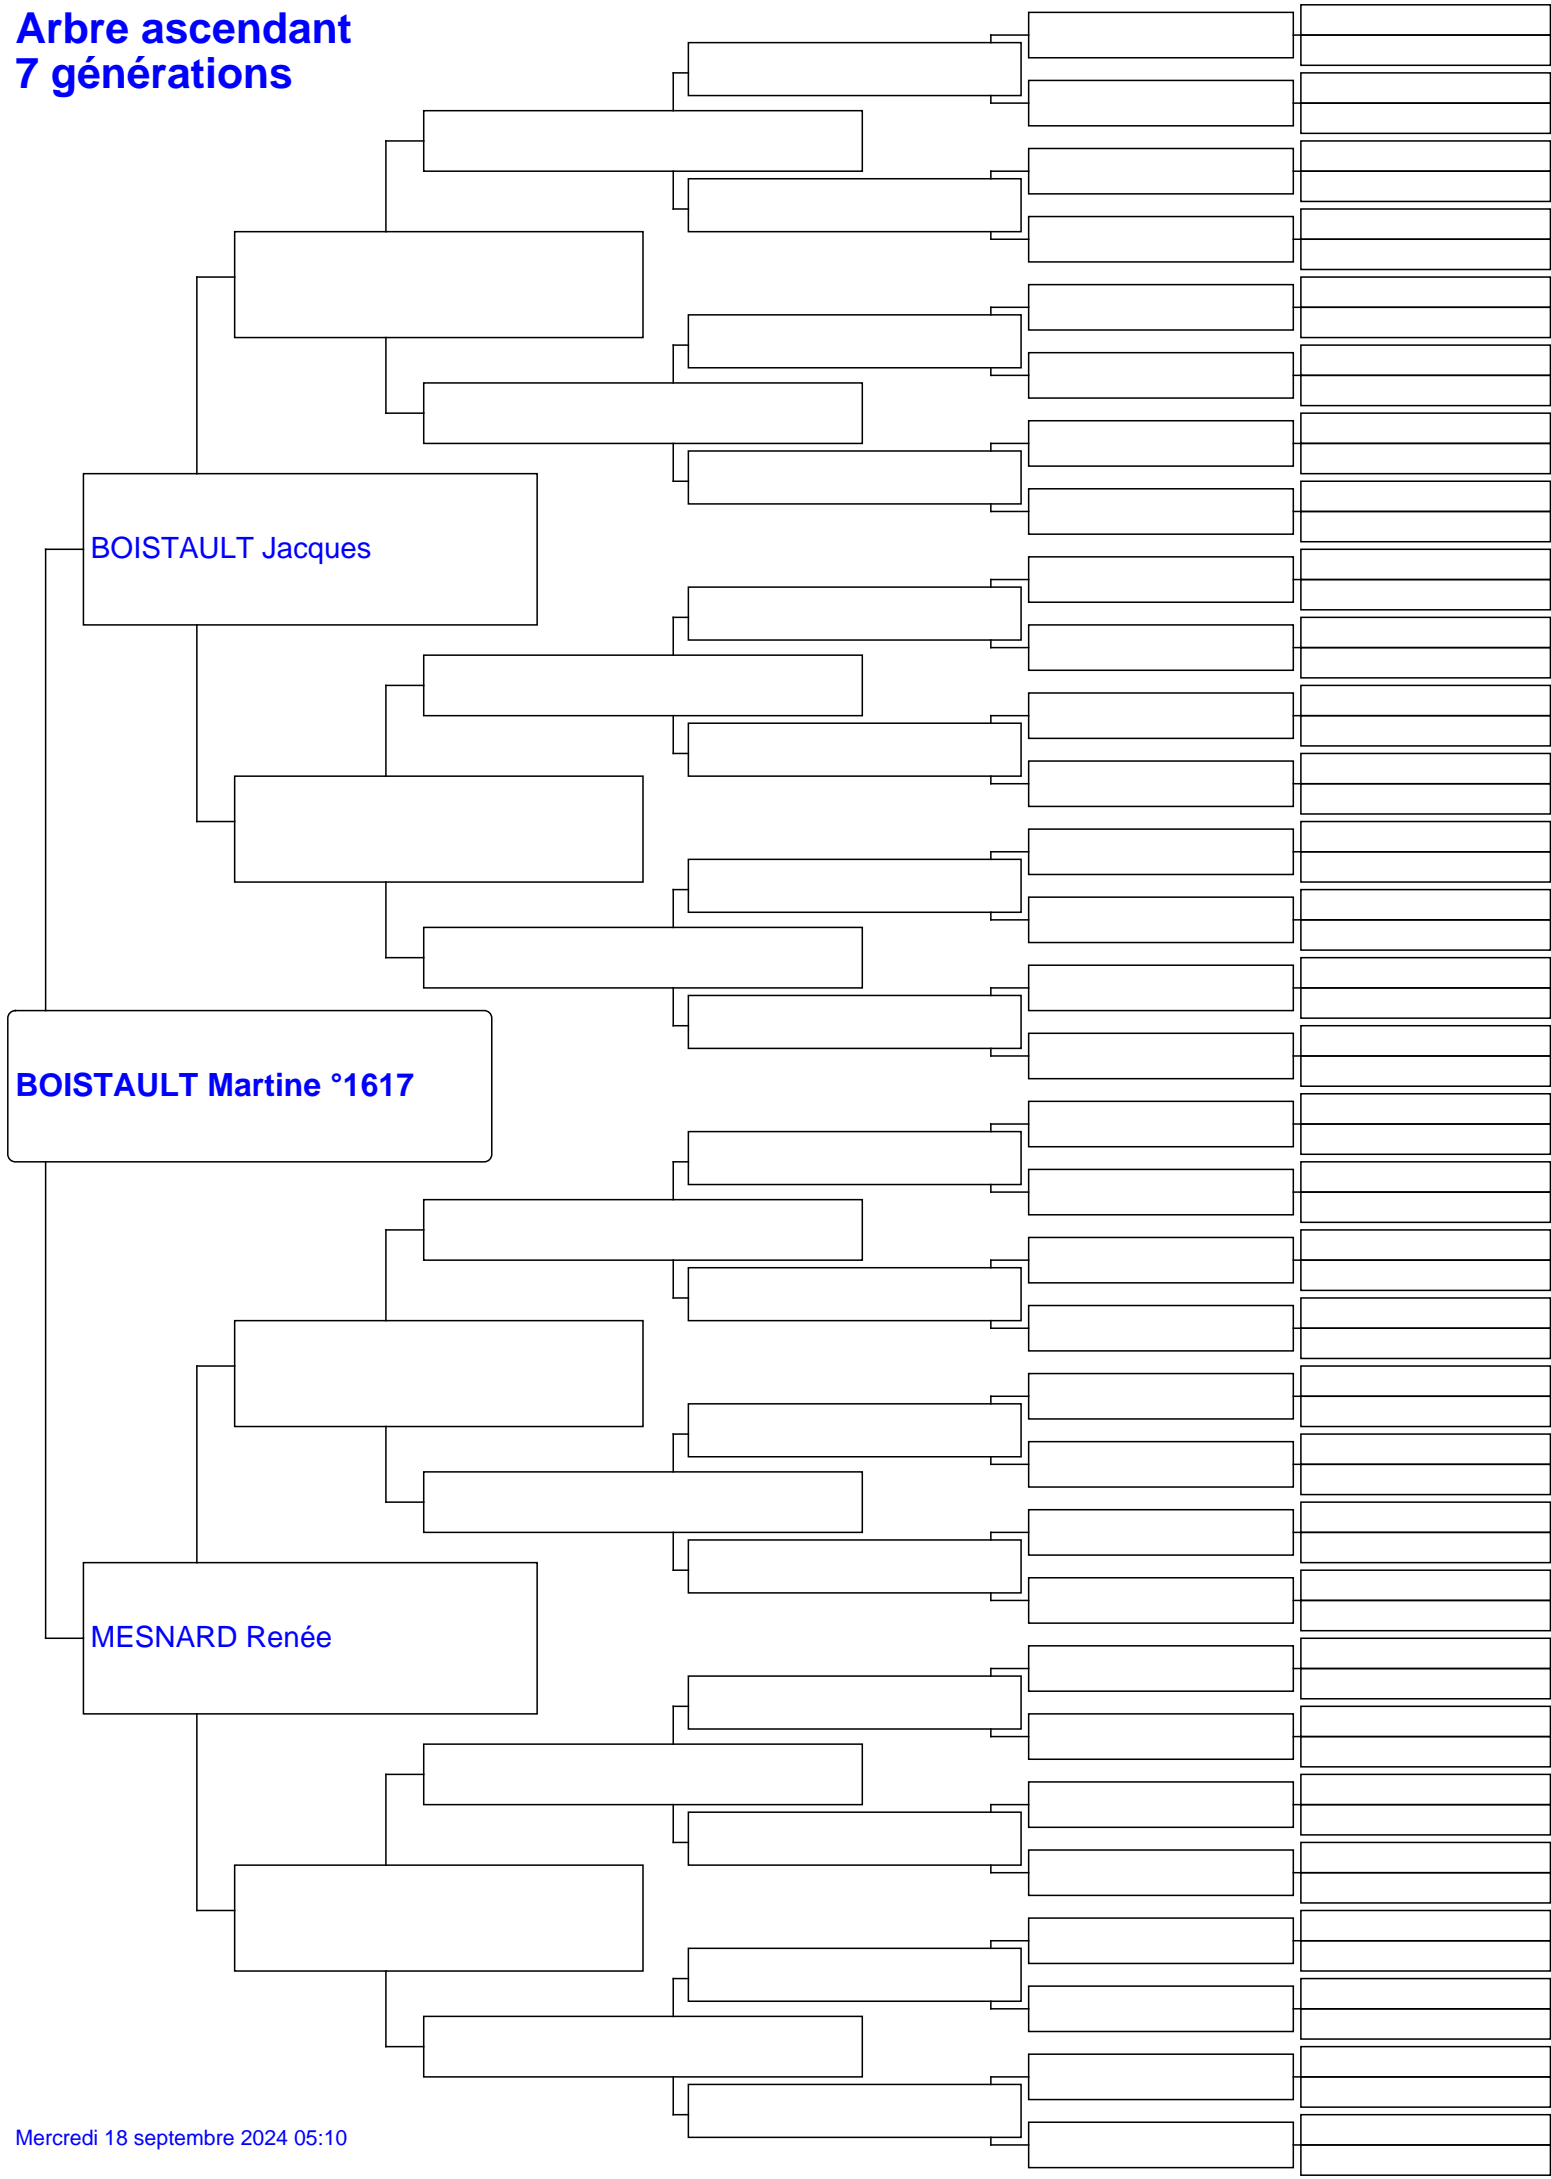 Arbre ascendant
7 générations
BOISTAULT Jacques
BOISTAULT Martine °1617
MESNARD Renée
Mercredi 18 septembre 2024 05:10